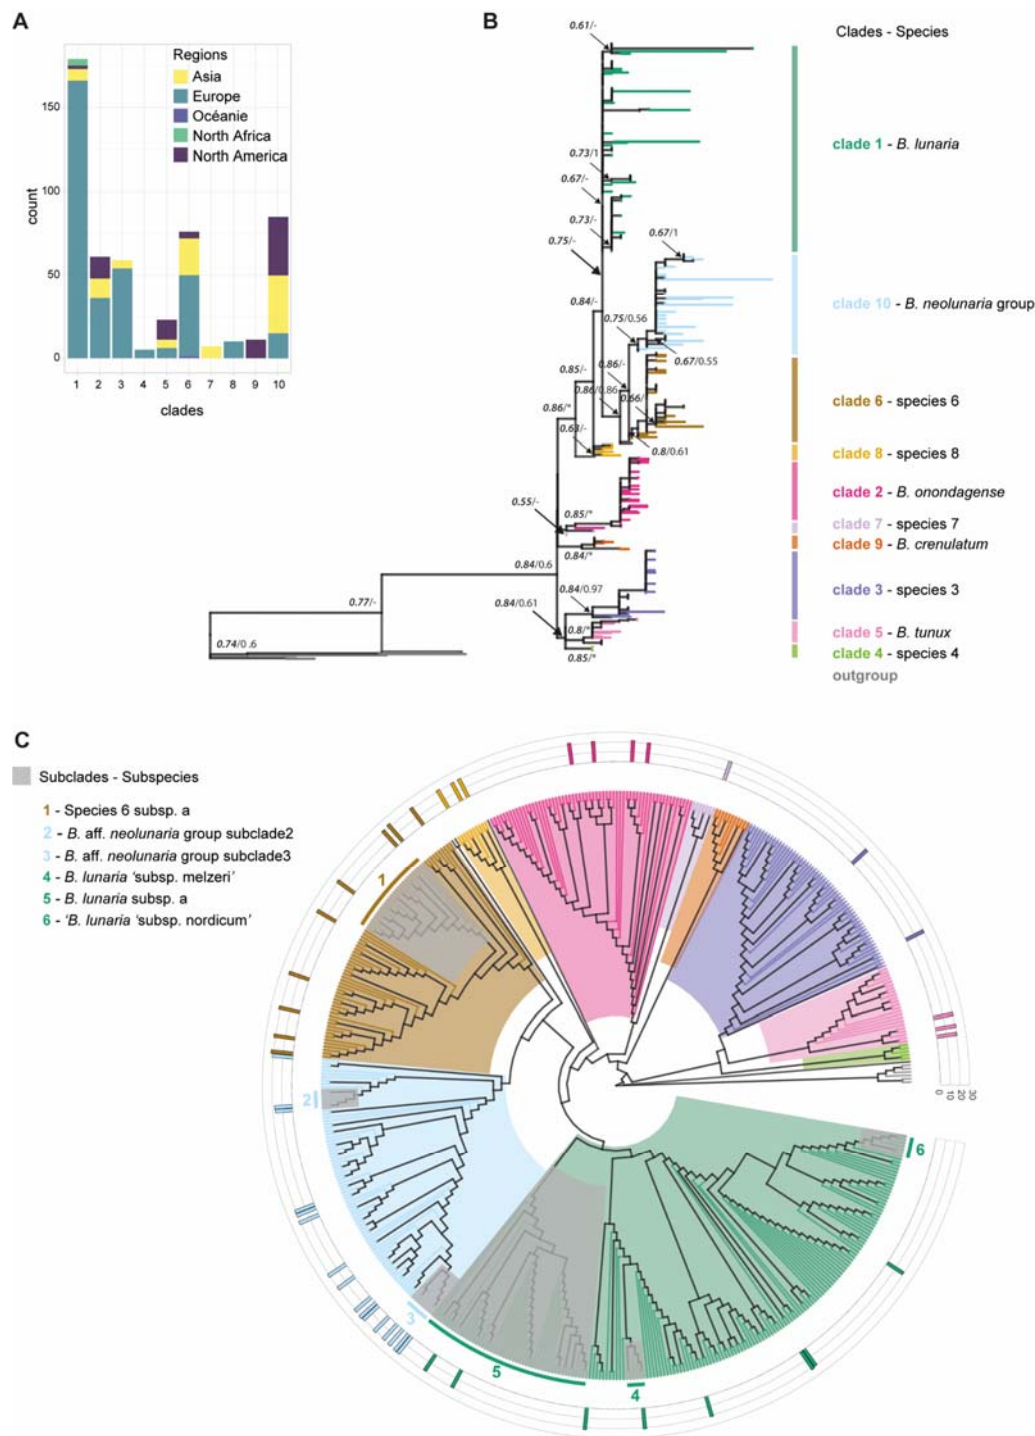 A
Regions
Asia
Europe
Océanie
North Africa
North America
150
100
50
0
count
1 2 3 4 5 6 7 8 9 10
clades
B
Clades - Species
0.61/-
clade 1 - B. lunaria
0.73/1
0.67/-
0.73/-
0.75/-
0.67/1
0.84/-
clade 10 - B. neolunaria group
0.75/0.56
0.67/0.55
0.85/-
0.86/-
0.86/0.86
0.66/
clade 6 - species 6
0.86/*
0.63/-
0.8/0.61
clade 8 - species 8
clade 2 - B. onondagense
0.55/-
0.85/*
clade 7 - species 7
clade 9 - B. crenulatum
0.84/*
0.84/0.6
0.84/0.97
clade 3 - species 3
0.77/-
0.84/0.61
0.8/*
clade 5 - B. tunux
0.74/0.6
0.85/*
clade 4 - species 4
outgroup
C
Subclades - Subspecies
1 - Species 6 subsp. a
2 - B. aff. neolunaria group subclade2
3 - B. aff. neolunaria group subclade3
4 - B. lunaria 'subsp. melzeri'
5 - B. lunaria subsp. a
6 - 'B. lunaria 'subsp. nordicum'
1
2
3
5
4
6
0
10
20
30